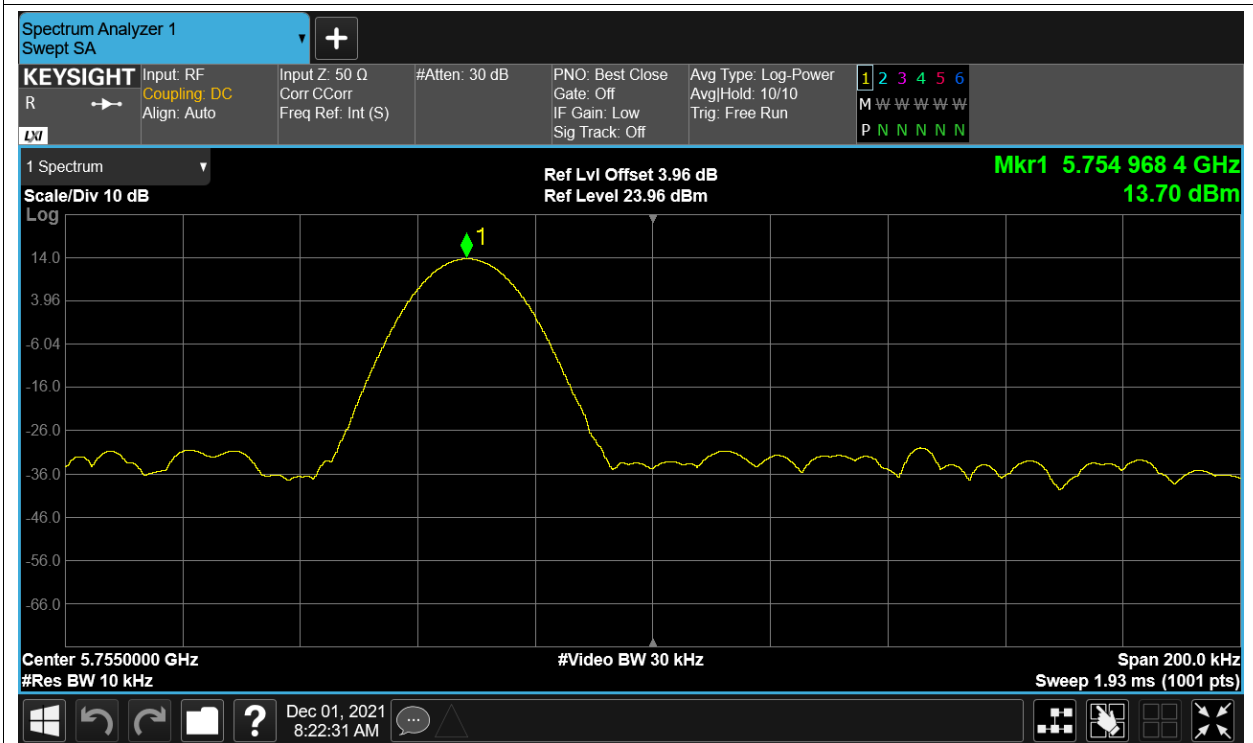 Spectrum Analyzer 1
Swept SA
KEYSIGHT
R
LXI
Input: RF
Coupling: DC
Align: Auto
Input Z: 50 Ω
Corr CCorr
Freq Ref: Int (S)
#Atten: 30 dB
PNO: Best Close
Gate: Off
IF Gain: Low
Sig Track: Off
Avg Type: Log-Power
Avg|Hold: 10/10
Trig: Free Run
1 2 3 4 5 6
M W W W W W
P N N N N N
1 Spectrum
Scale/Div 10 dB
Log
Ref Lvl Offset 3.96 dB
Ref Level 23.96 dBm
Mkr1 5.754 968 4 GHz
13.70 dBm
1
14.0
3.96
-6.04
-16.0
-26.0
-36.0
-46.0
-56.0
-66.0
Center 5.7550000 GHz
#Res BW 10 kHz
#Video BW 30 kHz
Span 200.0 kHz
Sweep 1.93 ms (1001 pts)
?
Dec 01, 2021
8:22:31 AM